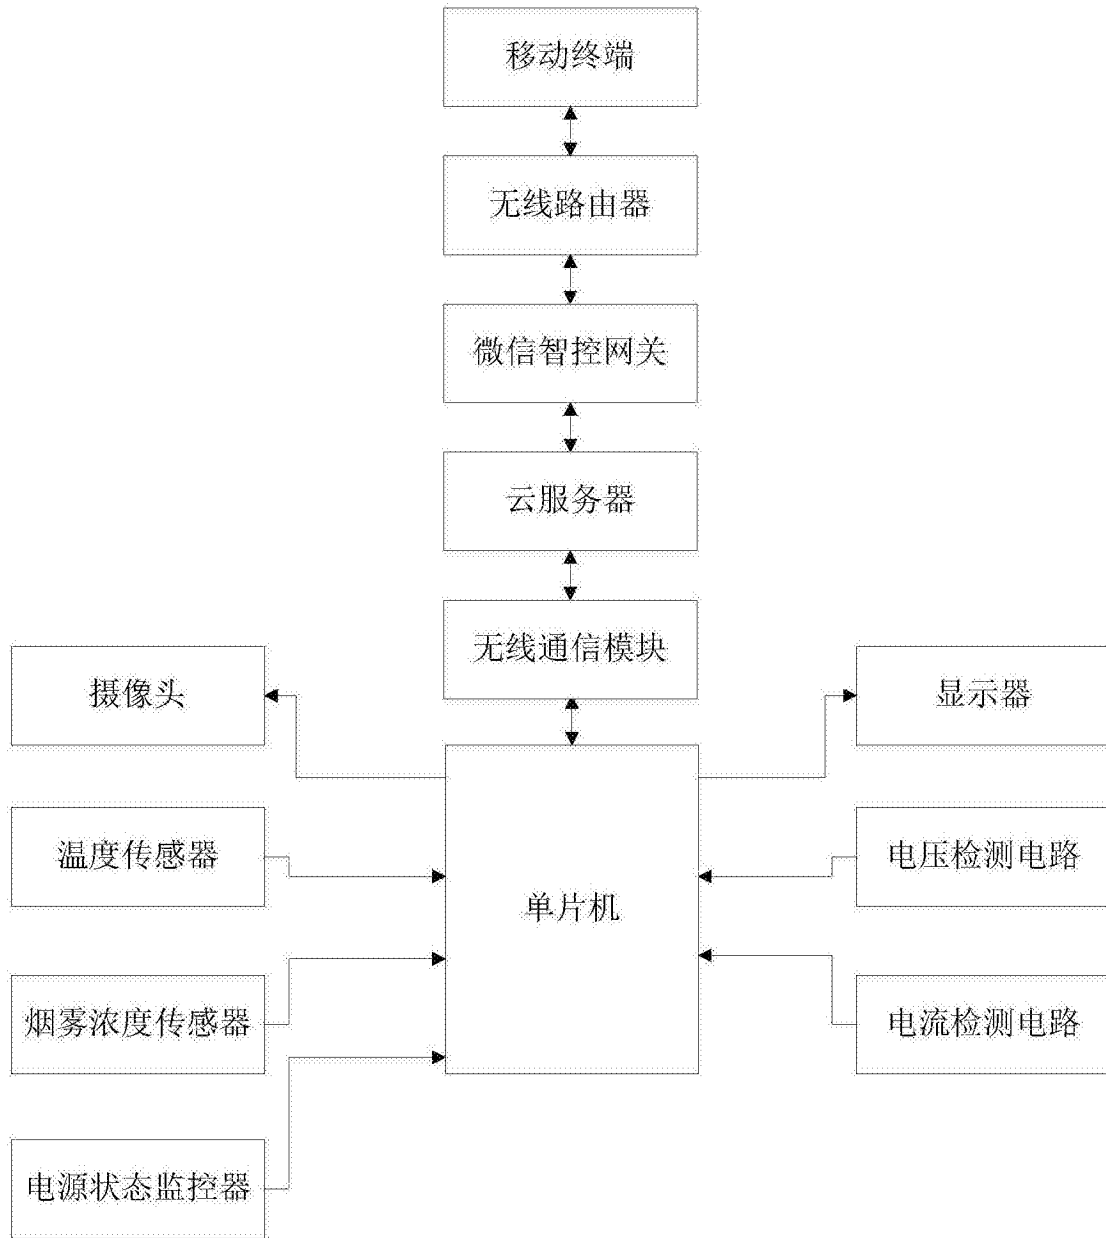 移动终端
无线路由器
微信智控网关
云服务器
无线通信模块
摄像头
显示器
温度传感器
电压检测电路
单片机
烟雾浓度传感器
电流检测电路
电源状态监控器